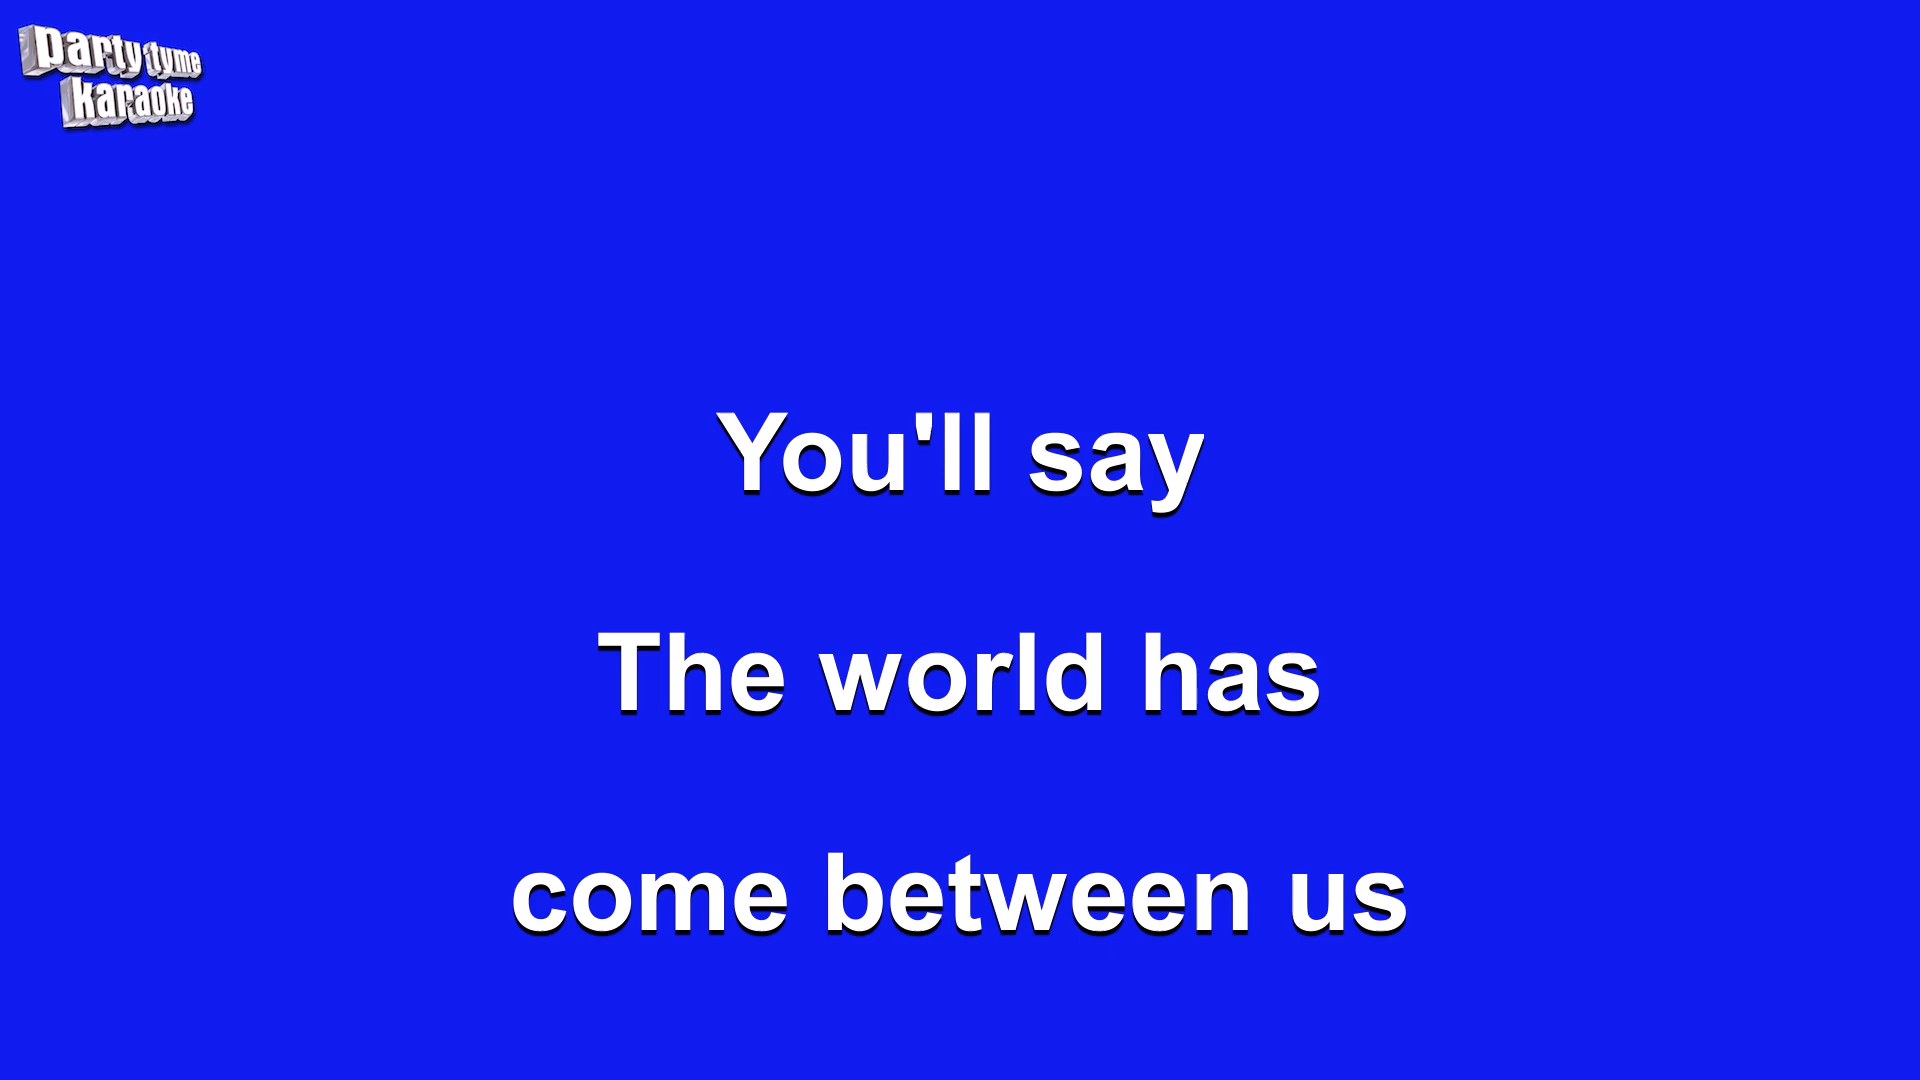 party tyme
karaoke
You'll say
The world has
come between us